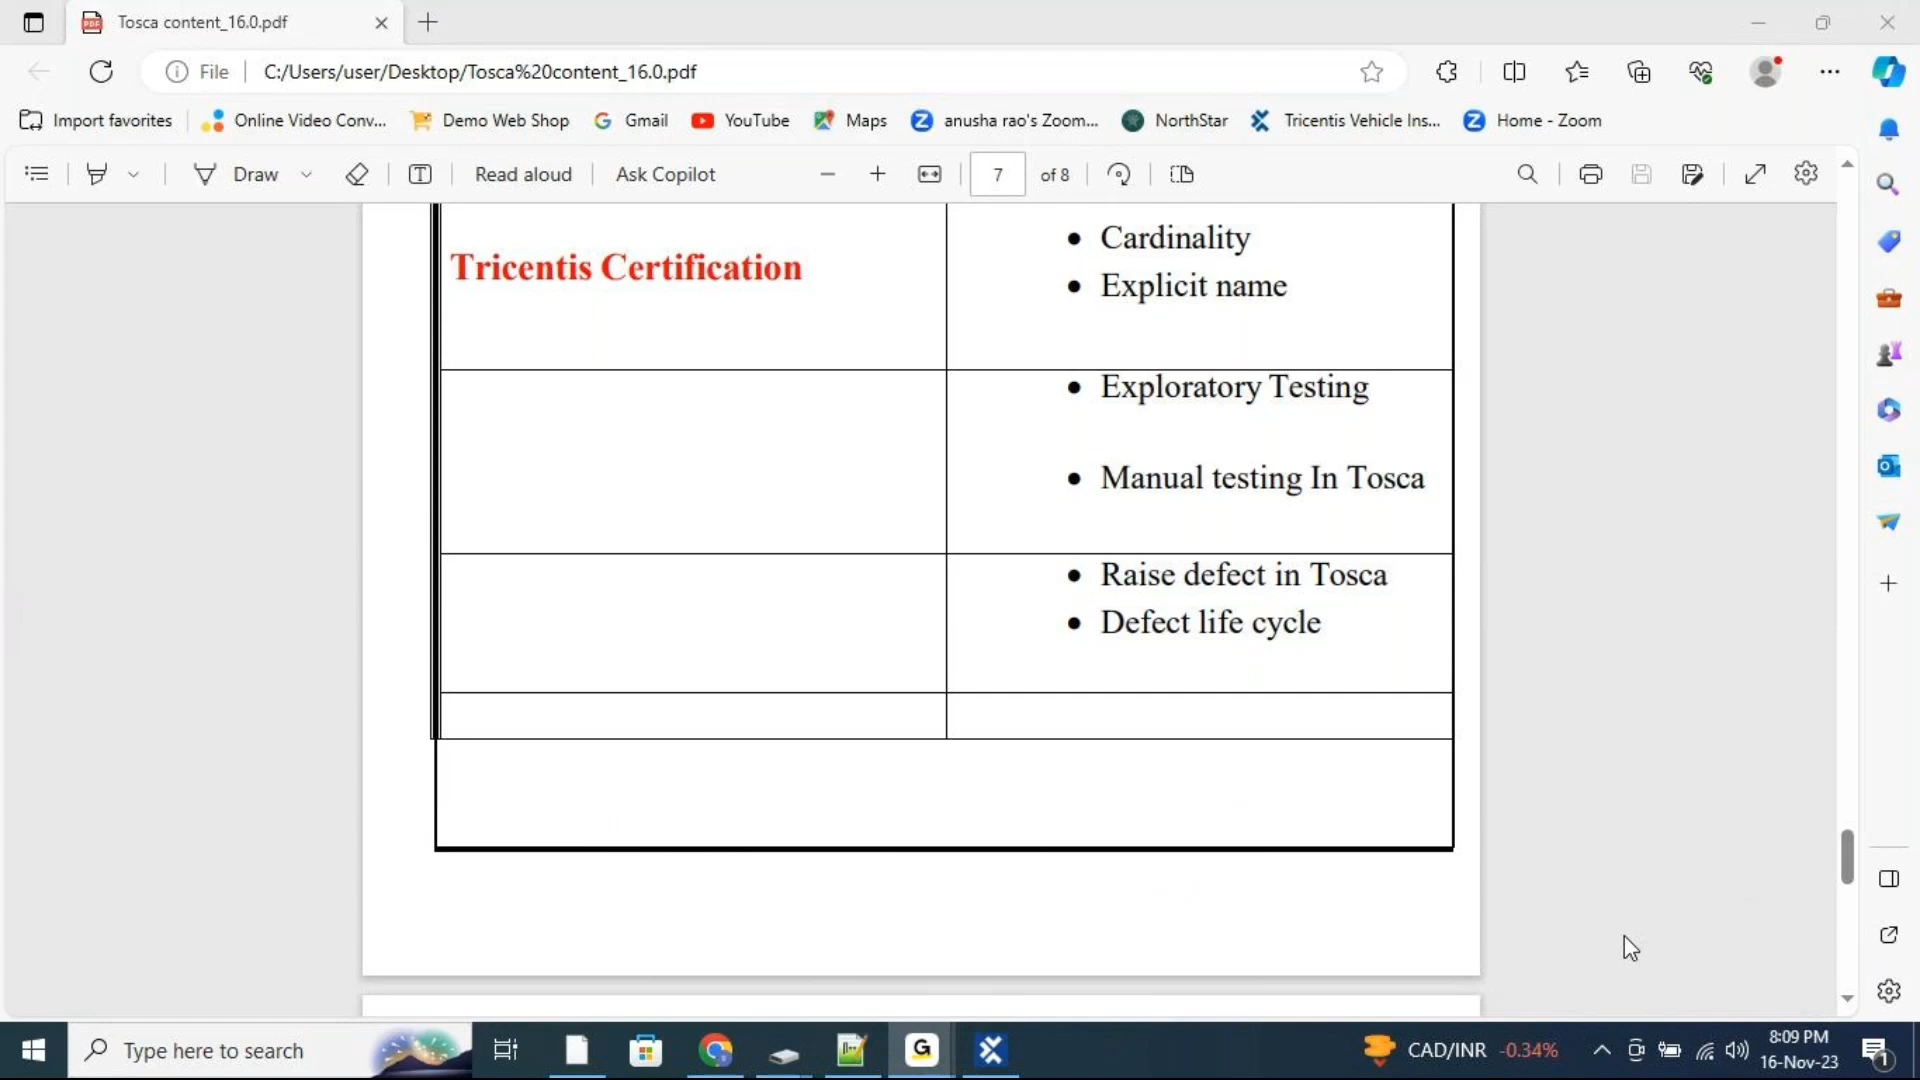 Tosca content_16.0.pdf
File
C:/Users/user/Desktop/Tosca%20content_16.0.pdf
Import favorites
Online Video Conv...
Demo Web Shop
Gmail
YouTube
Maps
anusha rao's Zoom...
NorthStar
Tricentis Vehicle Ins...
Home - Zoom
Draw
Read aloud
Ask Copilot
7
of 8
Tricentis Certification
• Cardinality
• Explicit name
• Exploratory Testing
• Manual testing In Tosca
• Raise defect in Tosca
• Defect life cycle
Type here to search
CAD/INR -0.34%
8:09 PM
16-Nov-23
1